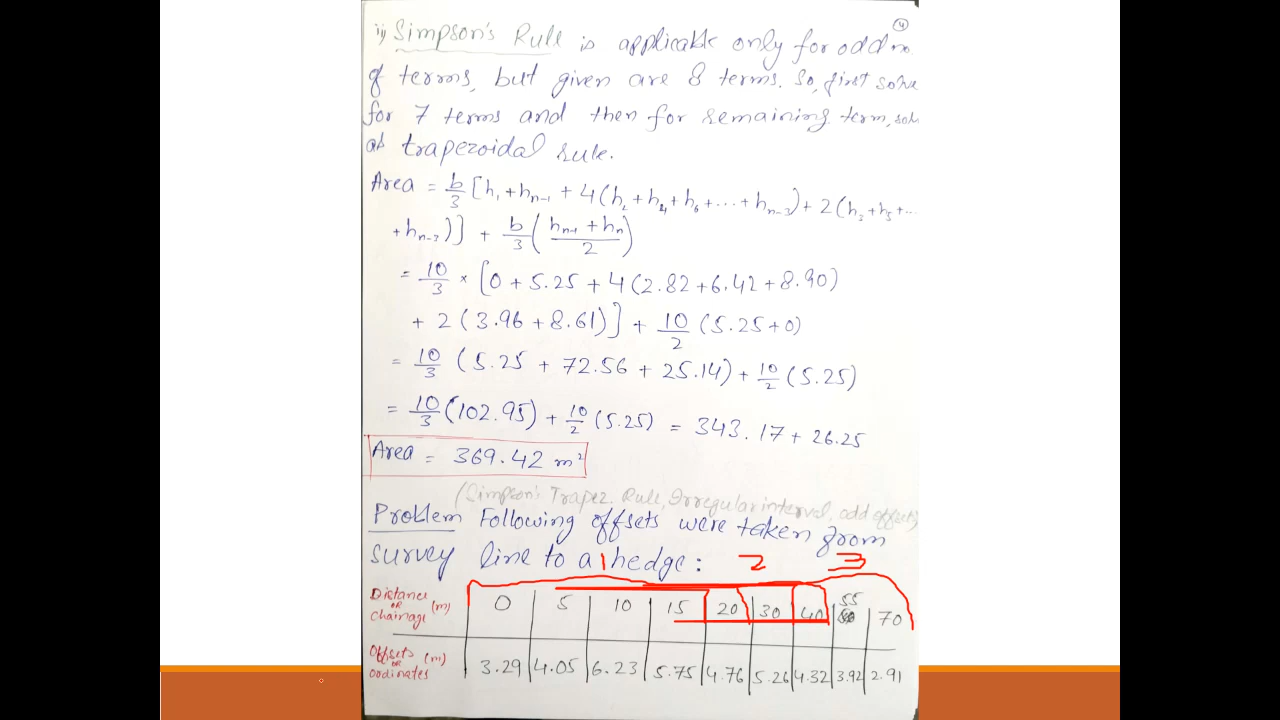 4
ii) Simpson's Rule is applicable only for odd no.
of terms, but given are 8 terms. So, first solve
for 7 terms and then for remaining term, solv
as trapezoidal rule.
Area = b/3 [h₁ + hₙ₋₁ + 4(h₂ + h₄ + h₆ + ... + hₙ₋₂) + 2(h₃ + h₅ + ...
+ hₙ₋₃)] + b/3 (hₙ₋₁ + hₙ / 2)
= 10/3 × [0 + 5.25 + 4(2.82 + 6.42 + 8.90)
+ 2(3.96 + 8.61)] + 10/2 (5.25 + 0)
= 10/3 (5.25 + 72.56 + 25.14) + 10/2 (5.25)
= 10/3 (102.95) + 10/2 (5.25) = 343.17 + 26.25
Area = 369.42 m²
(Simpson's, Trapez. Rule, Irregular interval, odd offsets)
Problem Following offsets were taken from
survey line to a hedge:
1 2 3
Distance or chainage (m) 0 5 10 15 20 30 40 55 70
Offsets or ordinates (m) 3.29 4.05 6.23 5.75 4.76 5.26 4.32 3.92 2.91